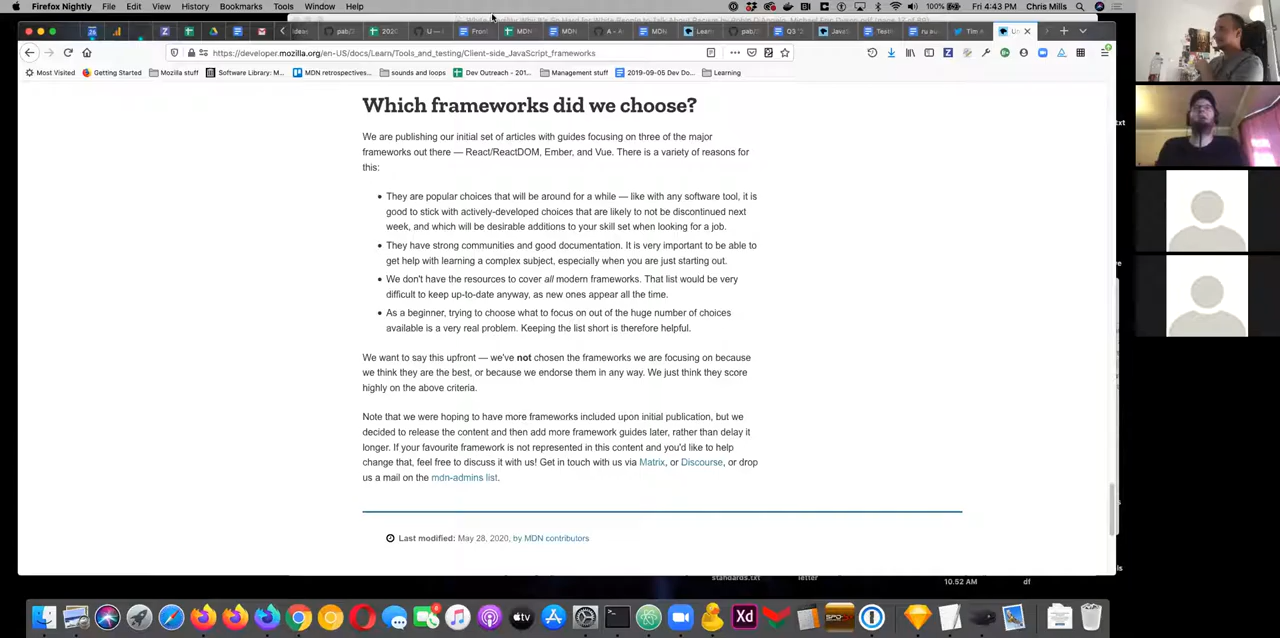 Firefox Nightly File Edit View History Bookmarks Tools Window Help
100% Fri 4:43 PM Chris Mills
https://developer.mozilla.org/en-US/docs/Learn/Tools_and_testing/Client-side_JavaScript_frameworks
Most Visited Getting Started Mozilla stuff Software Library: M... MDN retrospectives... sounds and loops Dev Outreach - 201... Management stuff 2019-09-05 Dev Do... Learning
Which frameworks did we choose?
We are publishing our initial set of articles with guides focusing on three of the major
frameworks out there — React/ReactDOM, Ember, and Vue. There is a variety of reasons for
this:
They are popular choices that will be around for a while — like with any software tool, it is
good to stick with actively-developed choices that are likely to not be discontinued next
week, and which will be desirable additions to your skill set when looking for a job.
They have strong communities and good documentation. It is very important to be able to
get help with learning a complex subject, especially when you are just starting out.
We don't have the resources to cover all modern frameworks. That list would be very
difficult to keep up-to-date anyway, as new ones appear all the time.
As a beginner, trying to choose what to focus on out of the huge number of choices
available is a very real problem. Keeping the list short is therefore helpful.
We want to say this upfront — we've not chosen the frameworks we are focusing on because
we think they are the best, or because we endorse them in any way. We just think they score
highly on the above criteria.
Note that we were hoping to have more frameworks included upon initial publication, but we
decided to release the content and then add more framework guides later, rather than delay it
longer. If your favourite framework is not represented in this content and you'd like to help
change that, feel free to discuss it with us! Get in touch with us via Matrix, or Discourse, or drop
us a mail on the mdn-admins list.
Last modified: May 28, 2020, by MDN contributors
standards.txt letter
10:52 AM df